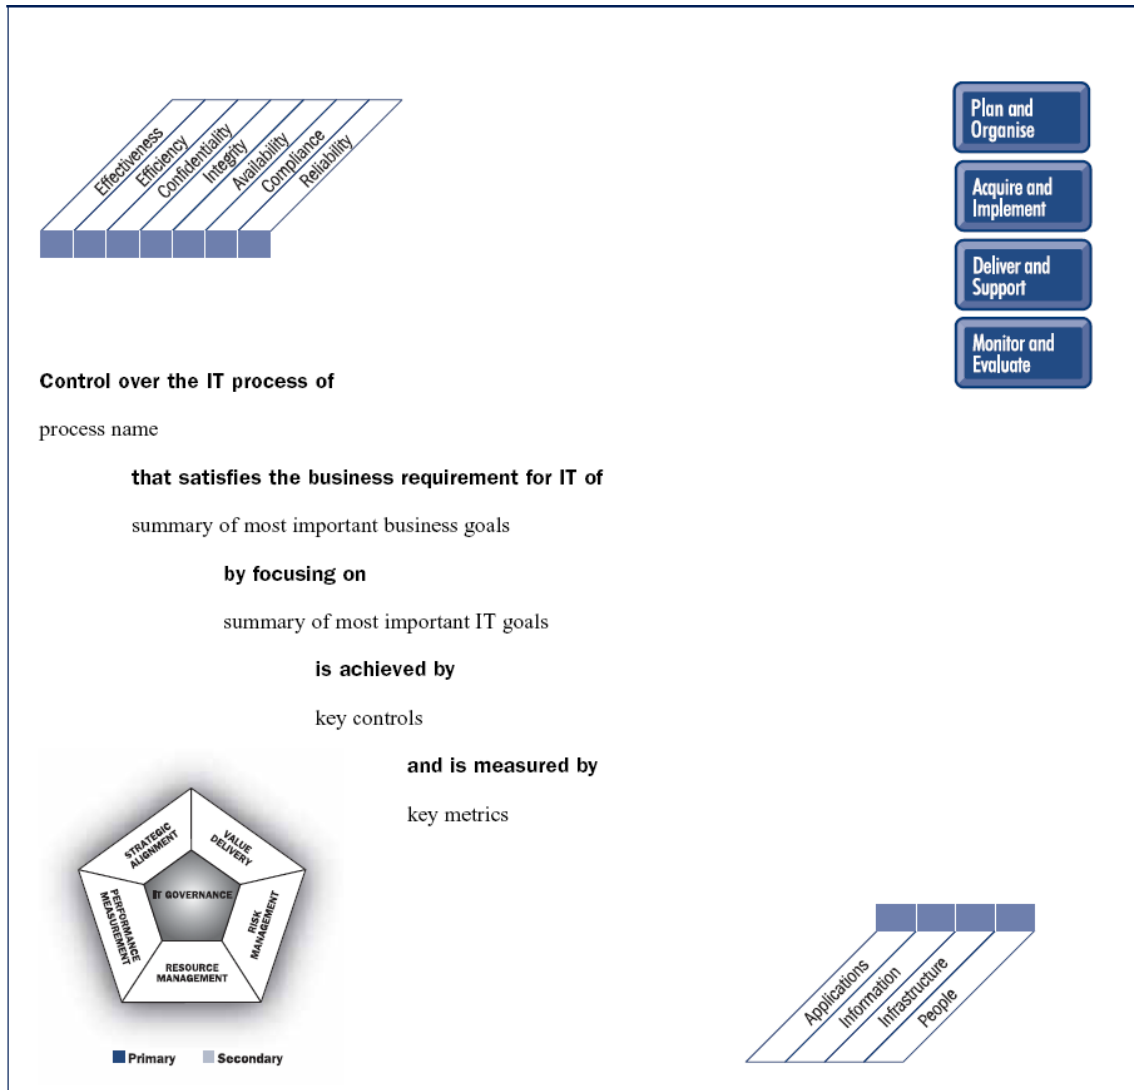 Effectiveness
Efficiency
Confidentiality
Integrity
Availability
Compliance
Reliability
Plan and
Organise
Acquire and
Implement
Deliver and
Support
Monitor and
Evaluate
Control over the IT process of
process name
that satisfies the business requirement for IT of
summary of most important business goals
by focusing on
summary of most important IT goals
is achieved by
key controls
and is measured by
key metrics
STRATEGIC
ALIGNMENT
VALUE
DELIVERY
IT GOVERNANCE
PERFORMANCE
MEASUREMENT
RISK
MANAGEMENT
RESOURCE
MANAGEMENT
Primary Secondary
Applications
Information
Infrastructure
People